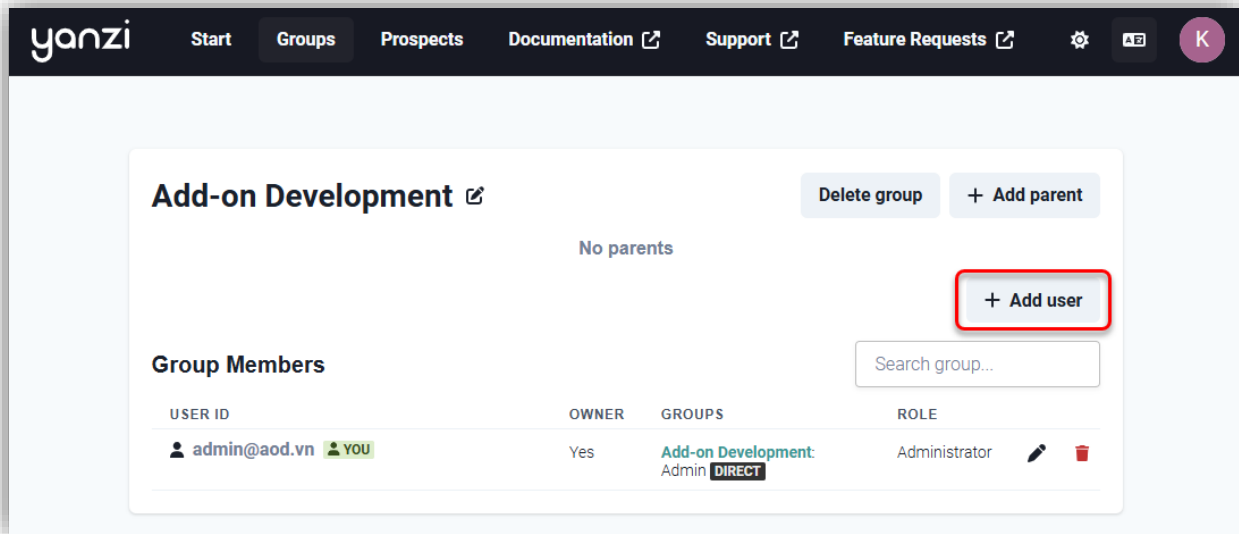 yanzi Start Groups Prospects Documentation Support Feature Requests K
Add-on Development Delete group + Add parent
No parents
+ Add user
Group Members Search group...
USER ID OWNER GROUPS ROLE
admin@aod.vn YOU Yes Add-on Development: Administrator
Admin DIRECT